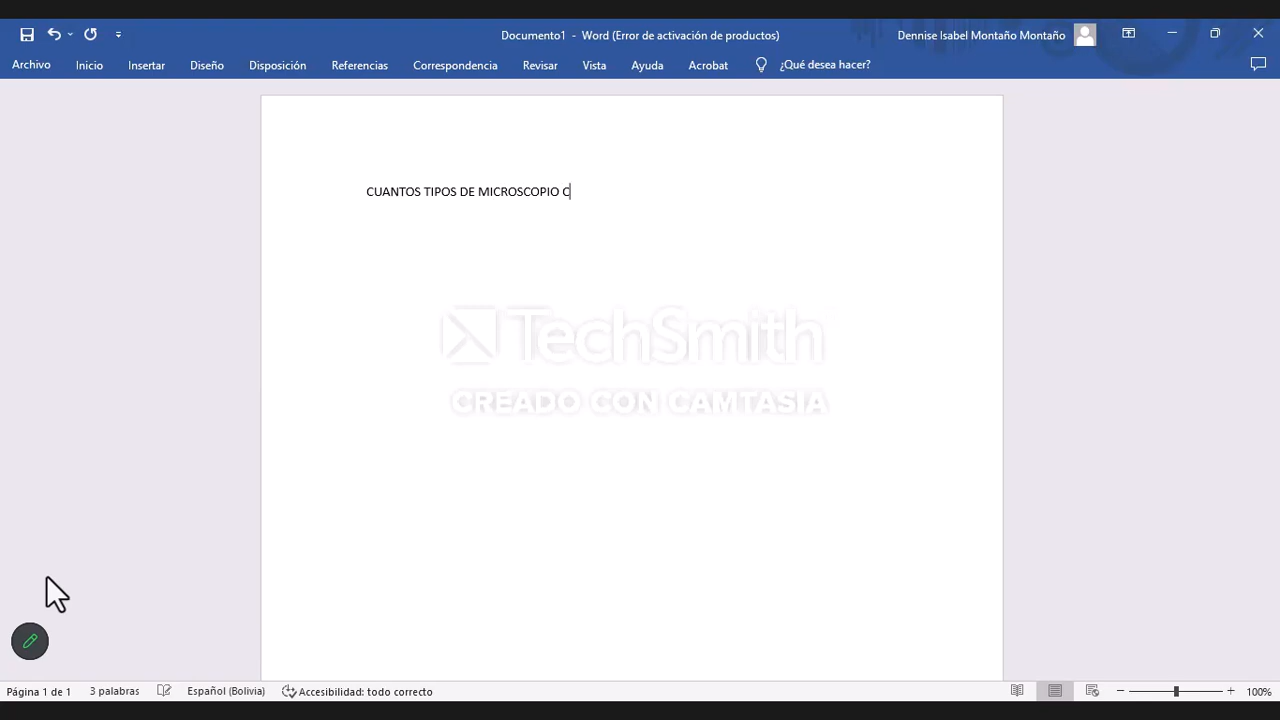 Documento1 - Word (Error de activación de productos)
Dennise Isabel Montaño Montaño
Archivo Inicio Insertar Diseño Disposición Referencias Correspondencia Revisar Vista Ayuda Acrobat ¿Qué desea hacer?
CUANTOS TIPOS DE MICROSCOPIO C
TechSmith
CREADO CON CAMTASIA
Página 1 de 1 3 palabras Español (Bolivia) Accesibilidad: todo correcto 100%